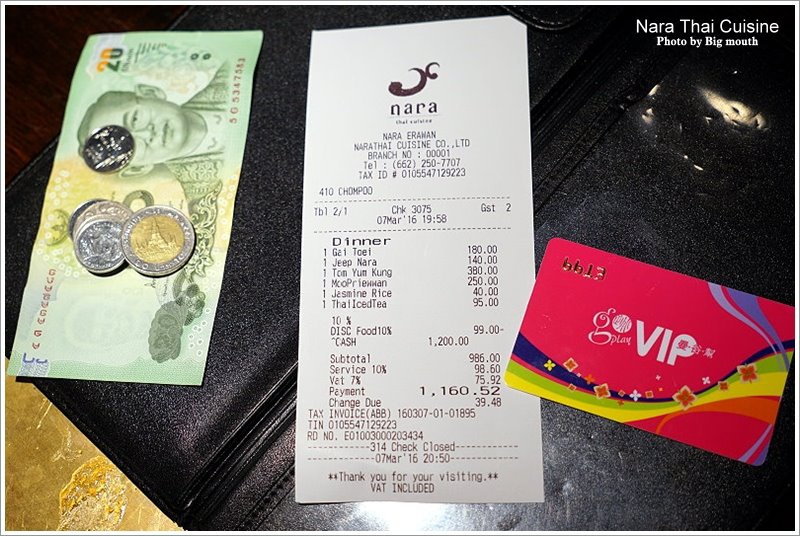 Nara Thai Cuisine
Photo by Big mouth
20
5G5347583
nara
thai cuisine
NARA ERAWAN
NARATHAI CUISINE CO.,LTD
BRANCH NO : 00001
Tel : (662) 250-7707
TAX ID # 0105547129223
410 CHOMPOO
Tbl 2/1 Chk 3075 Gst 2
07Mar'16 19:58
Dinner
1 Gai Toei 180.00
1 Jeep Nara 140.00
1 Tom Yum Kung 380.00
1 MooPriewwan 250.00
1 Jasmine Rice 40.00
1 ThaiIcedTea 95.00
10 %
DISC Food10% 99.00-
^CASH 1,200.00
Subtotal 986.00
Service 10% 98.60
Vat 7% 75.92
Payment 1,160.52
Change Due 39.48
TAX INVOICE(ABB) 160307-01-01895
TIN 0105547129223
RD NO. E01003000203434
314 Check Closed
07Mar'16 20:50
**Thank you for your visiting.**
VAT INCLUDED
go play VIP